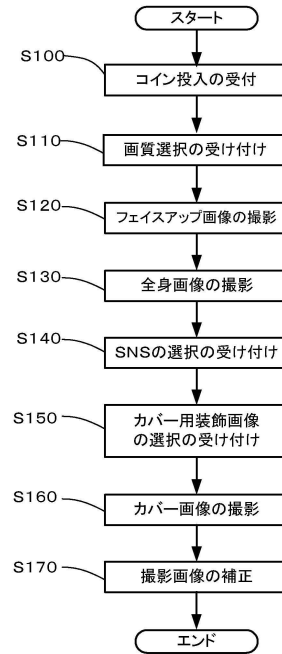 スタート
S100
コイン投入の受付
S110
画質選択の受け付け
S120
フェイスアップ画像の撮影
S130
全身画像の撮影
S140
SNSの選択の受け付け
S150
カバー用装飾画像
の選択の受け付け
S160
カバー画像の撮影
S170
撮影画像の補正
エンド